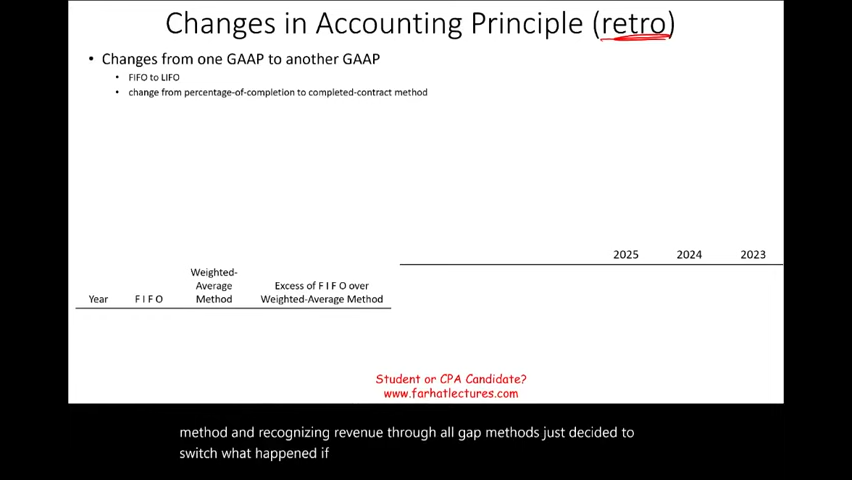 Changes in Accounting Principle (retro)
• Changes from one GAAP to another GAAP
• FIFO to LIFO
• change from percentage-of-completion to completed-contract method
2025 2024 2023
Weighted-
Average
Method
Excess of F I F O over
Weighted-Average Method
Year
F I F O
Student or CPA Candidate?
www.farhatlectures.com
method and recognizing revenue through all gap methods just decided to
switch what happened if